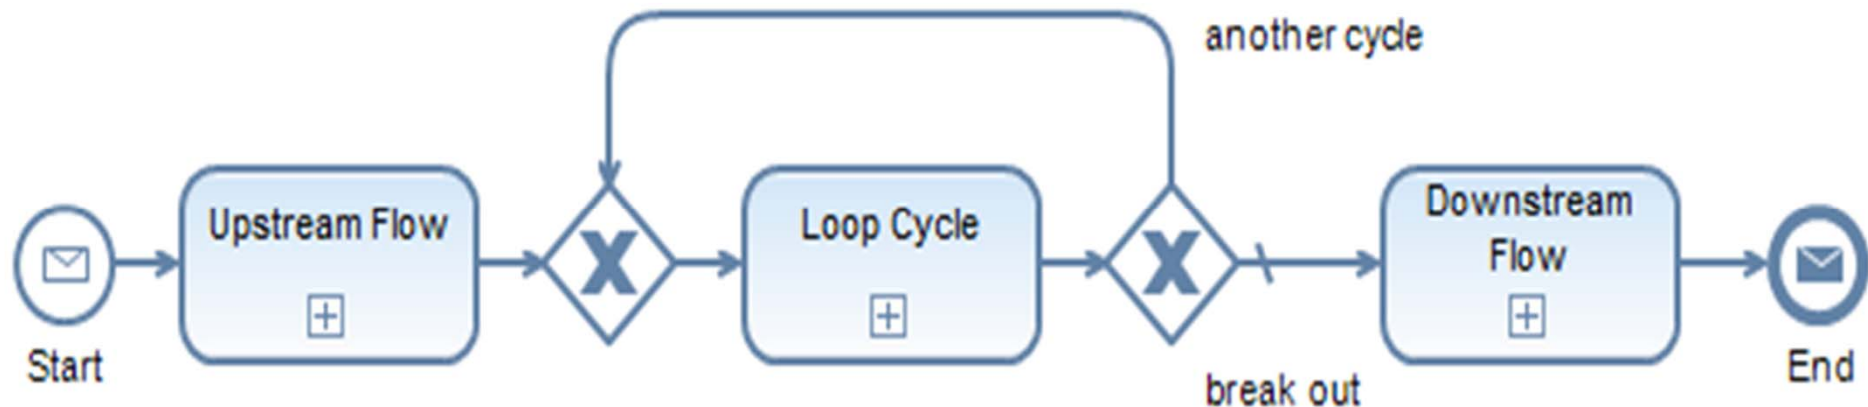 another cycle
Upstream Flow
Loop Cycle
Downstream
Flow
Start
break out
End